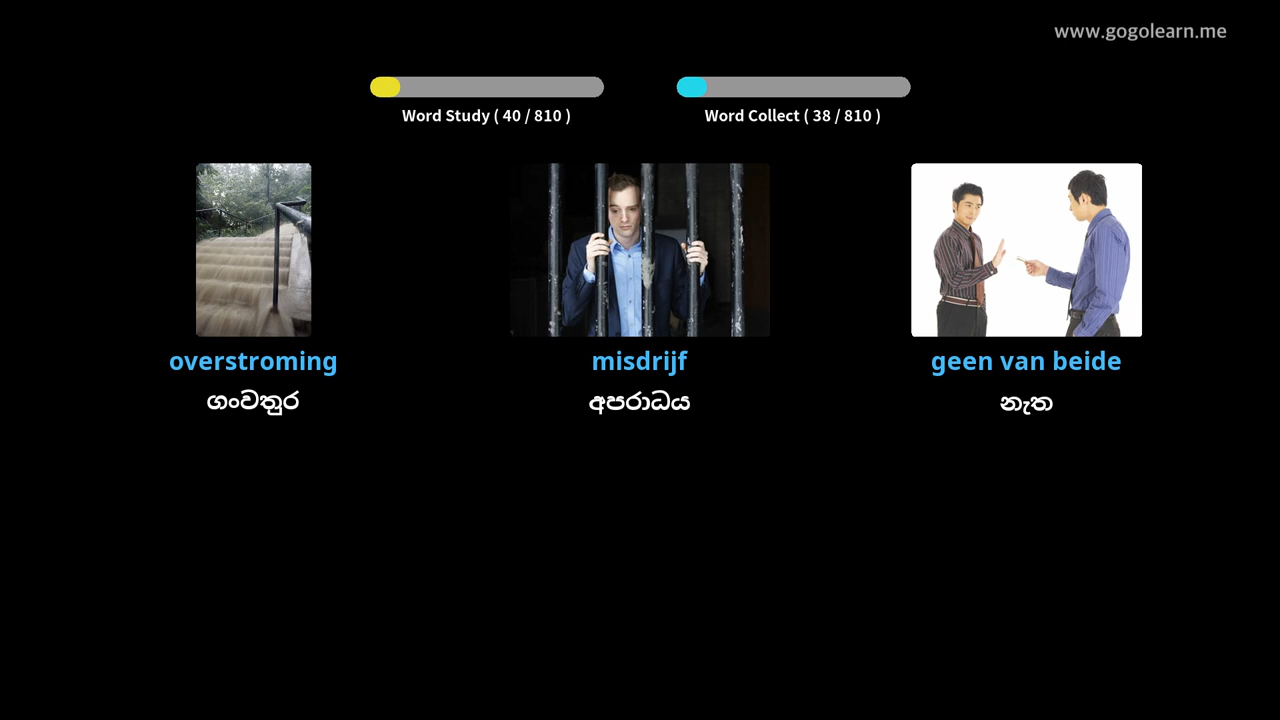 www.gogolearn.me
Word Study ( 40 / 810 )
Word Collect ( 38 / 810 )
overstroming
misdrijf
geen van beide
ගංවතුර
අපරාධය
නැත